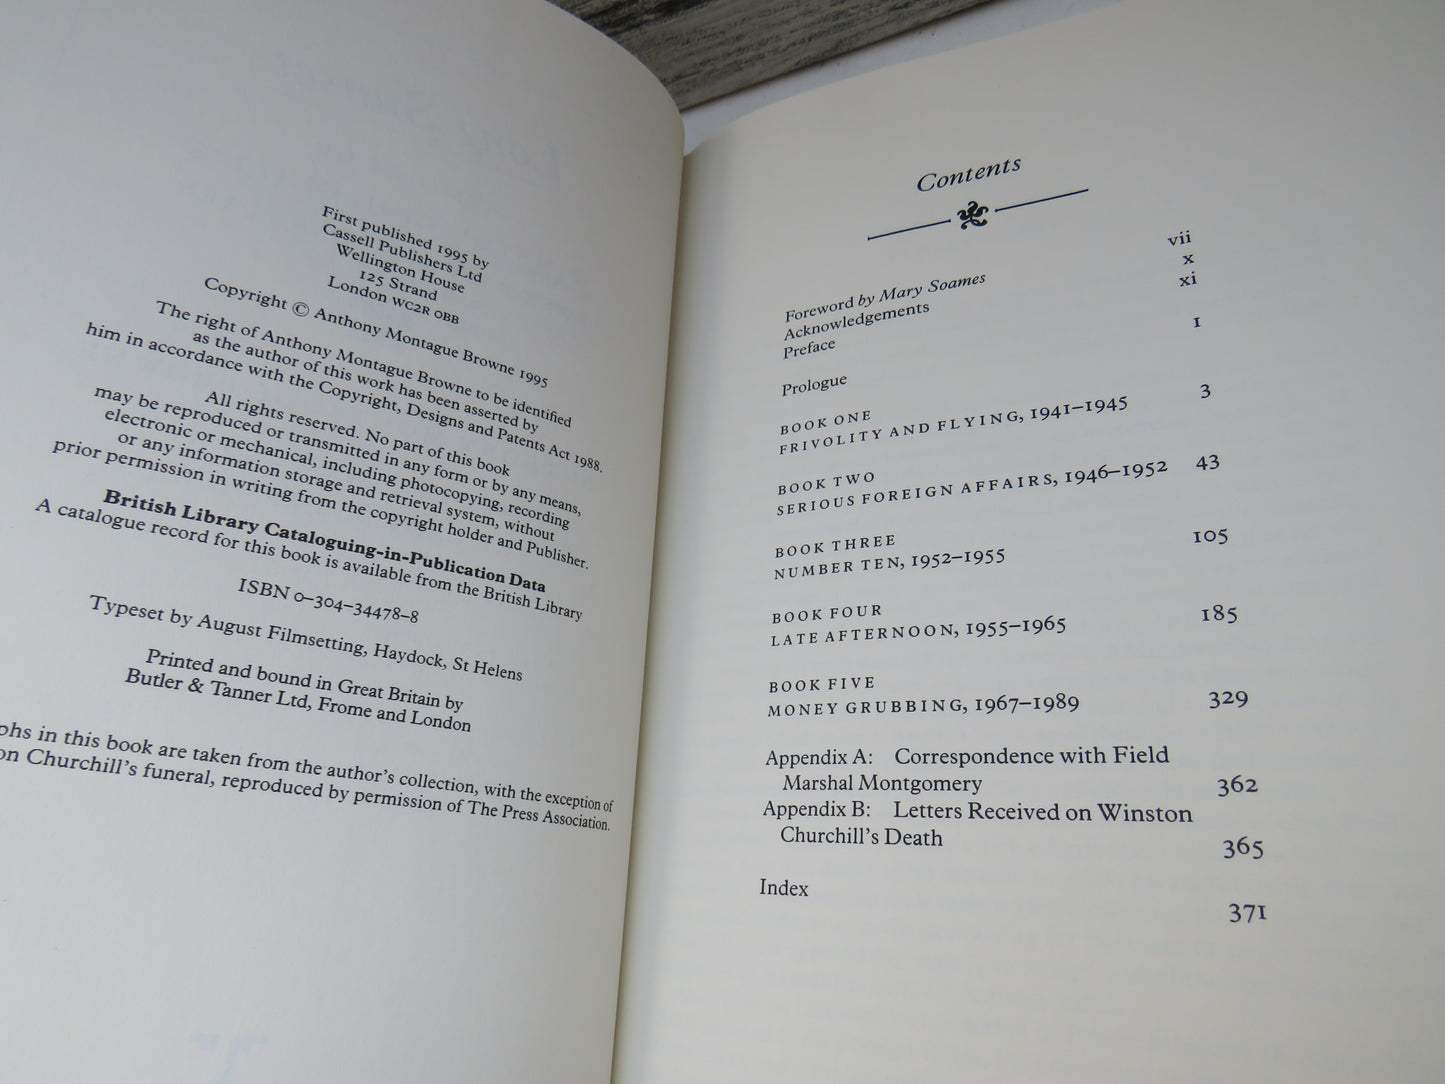 First published 1995 by
Cassell Publishers Ltd
Wellington House
125 Strand
London WC2R 0BB
Copyright © Anthony Montague Browne 1995
The right of Anthony Montague Browne to be identified
as the author of this work has been asserted by
him in accordance with the Copyright, Designs and Patents Act 1988.
All rights reserved. No part of this book
may be reproduced or transmitted in any form or by any means,
electronic or mechanical, including photocopying, recording
or any information storage and retrieval system, without
prior permission in writing from the copyright holder and Publisher.
British Library Cataloguing-in-Publication Data
A catalogue record for this book is available from the British Library
ISBN 0-304-34478-8
Typeset by August Filmsetting, Haydock, St Helens
Printed and bound in Great Britain by
Butler & Tanner Ltd, Frome and London
in this book are taken from the author's collection, with the exception of
Churchill's funeral, reproduced by permission of The Press Association.
Contents
Foreword by Mary Soames vii
Acknowledgements x
Preface xi
Prologue 1
BOOK ONE
FRIVOLITY AND FLYING, 1941–1945 3
BOOK TWO
SERIOUS FOREIGN AFFAIRS, 1946–1952 43
BOOK THREE
NUMBER TEN, 1952–1955 105
BOOK FOUR
LATE AFTERNOON, 1955–1965 185
BOOK FIVE
MONEY GRUBBING, 1967–1989 329
Appendix A: Correspondence with Field
Marshal Montgomery 362
Appendix B: Letters Received on Winston
Churchill's Death 365
Index 371